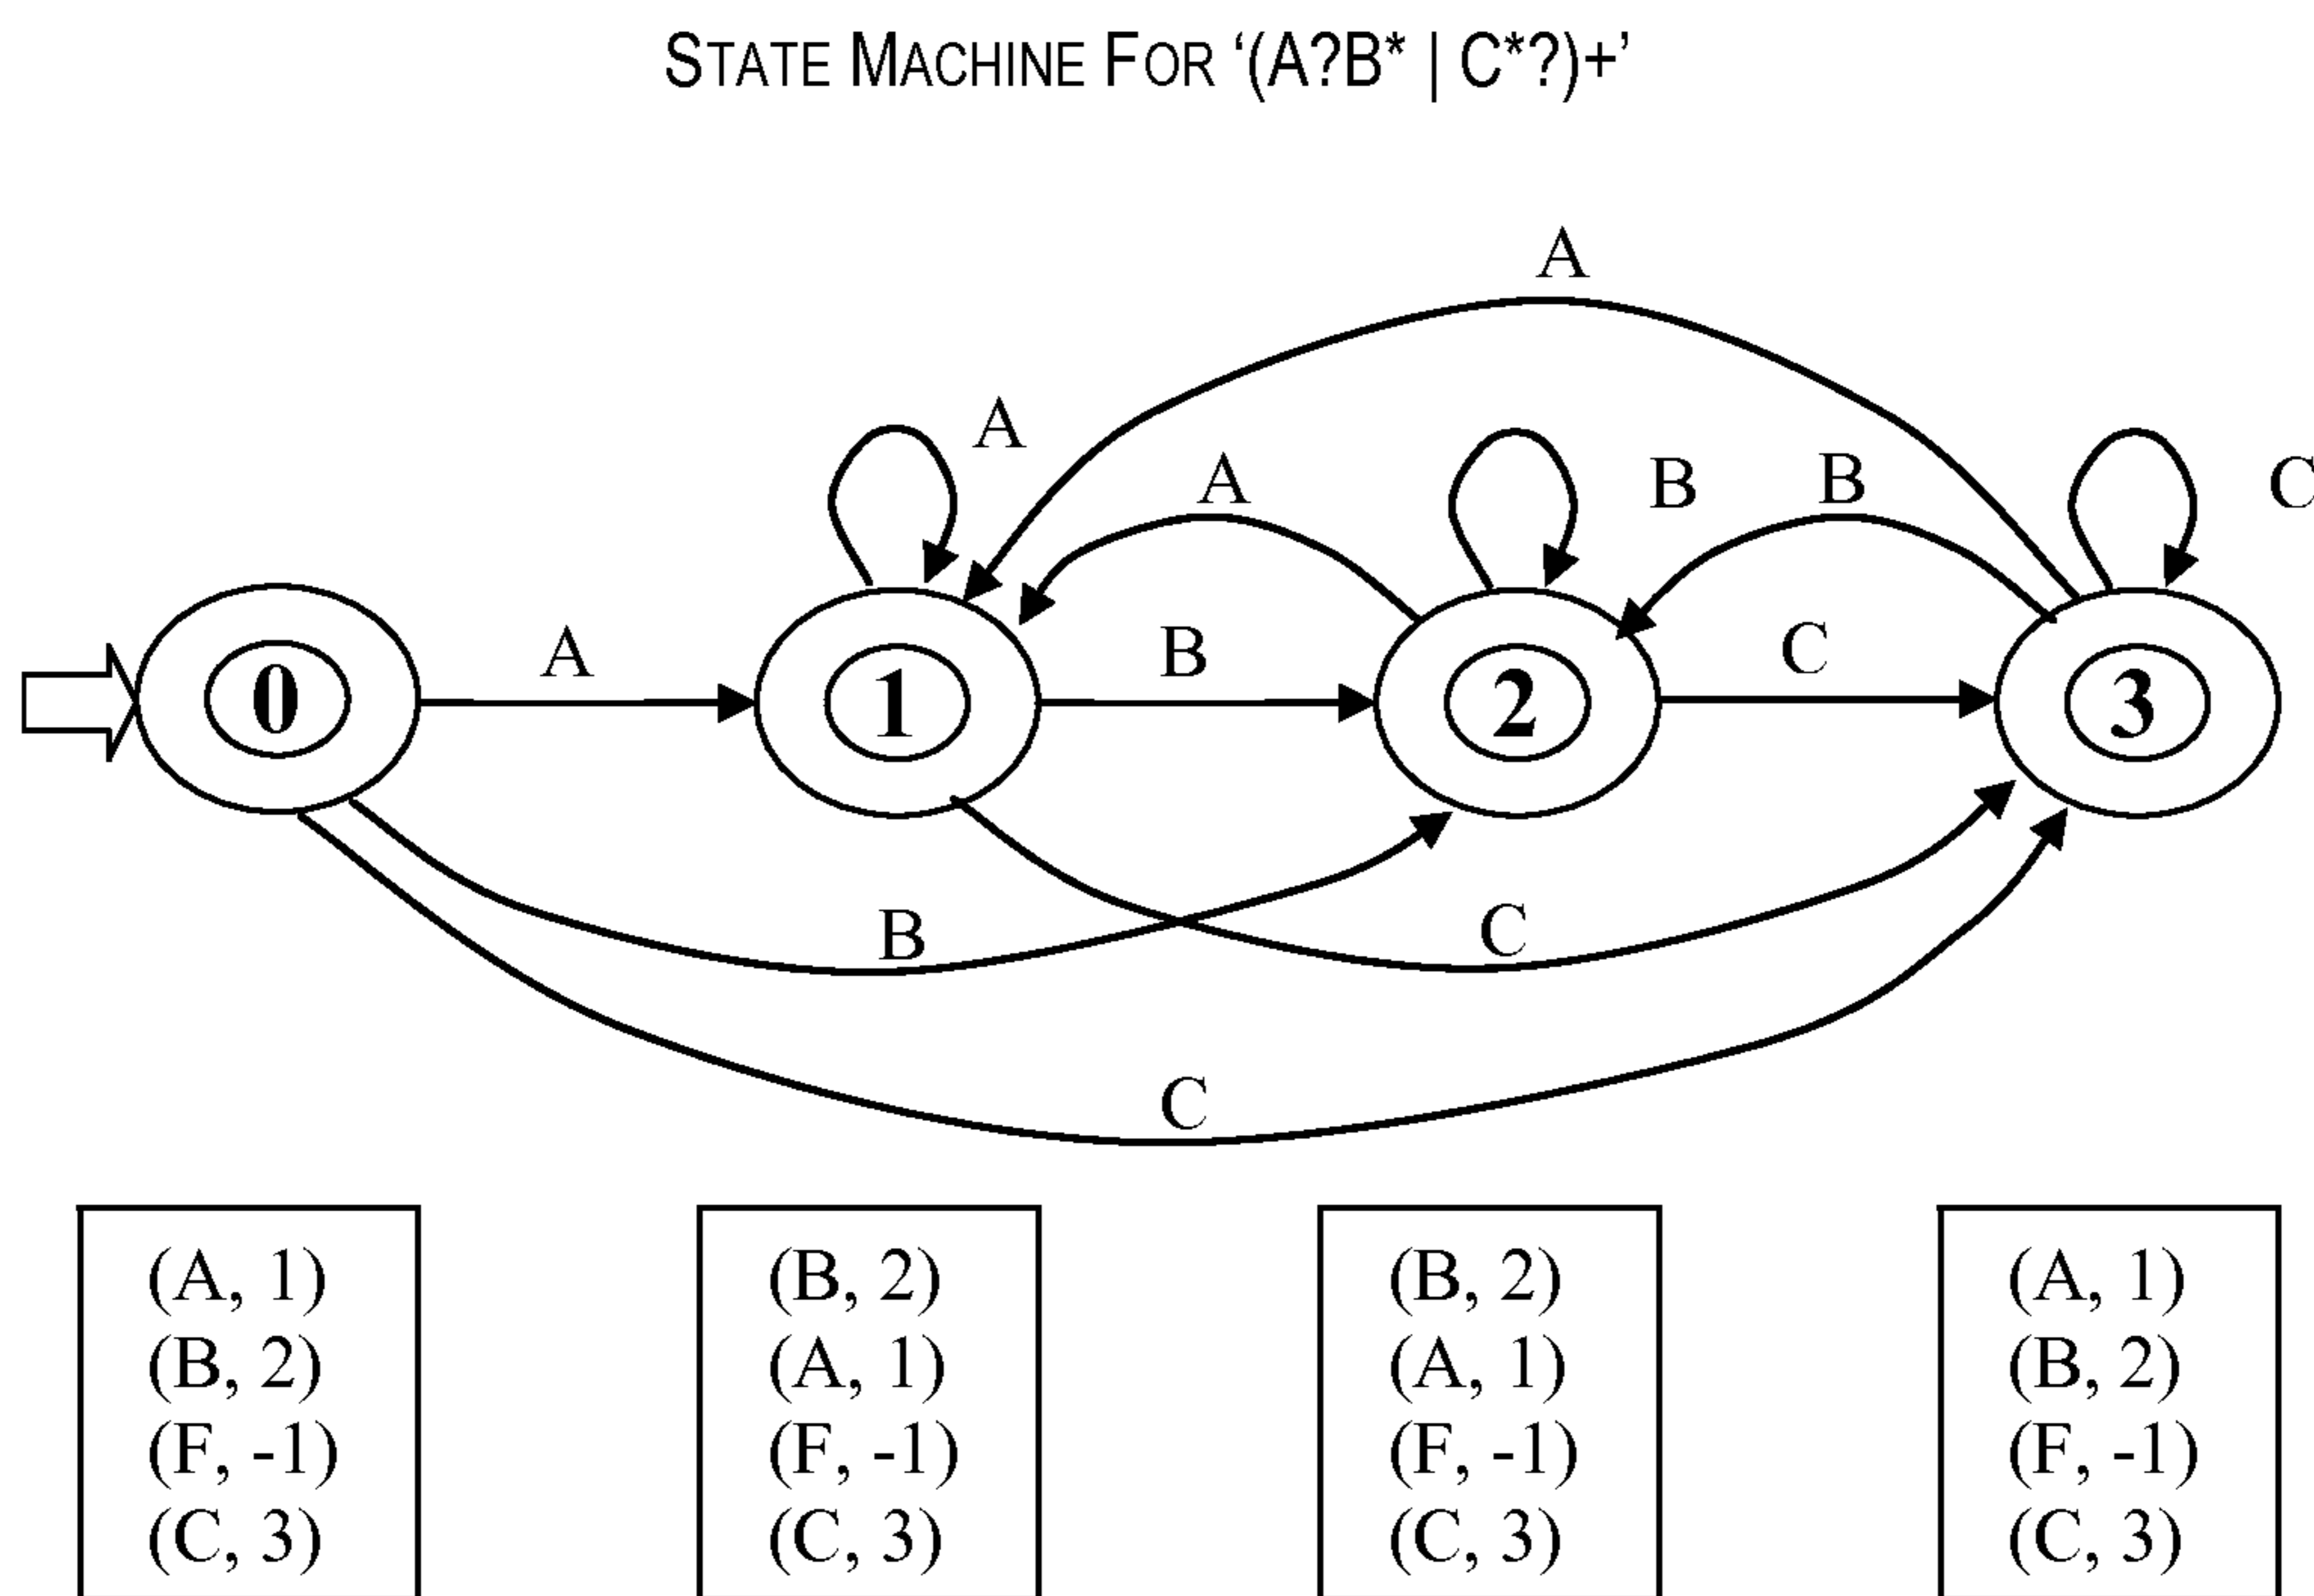 STATE MACHINE FOR ‘(A?B* | C*?)+’
A
A
A
B
B
C
A
B
C
0
1
2
3
B
C
C
(A, 1)
(B, 2)
(F, -1)
(C, 3)
(B, 2)
(A, 1)
(F, -1)
(C, 3)
(B, 2)
(A, 1)
(F, -1)
(C, 3)
(A, 1)
(B, 2)
(F, -1)
(C, 3)